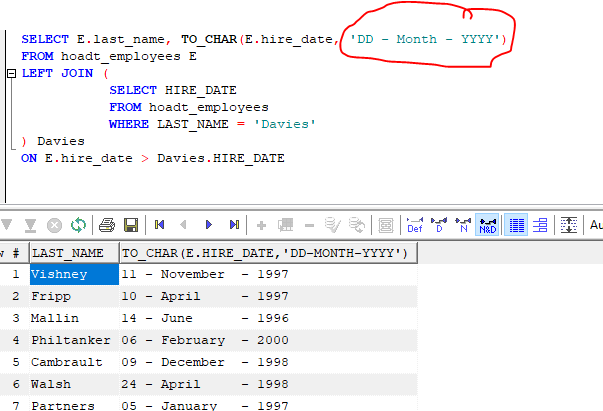 SELECT E.last_name, TO_CHAR(E.hire_date, 'DD - Month - YYYY')
FROM hoadt_employees E
LEFT JOIN (
SELECT HIRE_DATE
FROM hoadt_employees
WHERE LAST_NAME = 'Davies'
) Davies
ON E.hire_date > Davies.HIRE_DATE
Def D N N&D Au
w # LAST_NAME TO_CHAR(E.HIRE_DATE,'DD-MONTH-YYYY')
1 Vishney 11 - November - 1997
2 Fripp 10 - April - 1997
3 Mallin 14 - June - 1996
4 Philtanker 06 - February - 2000
5 Cambrault 09 - December - 1998
6 Walsh 24 - April - 1998
7 Partners 05 - January - 1997